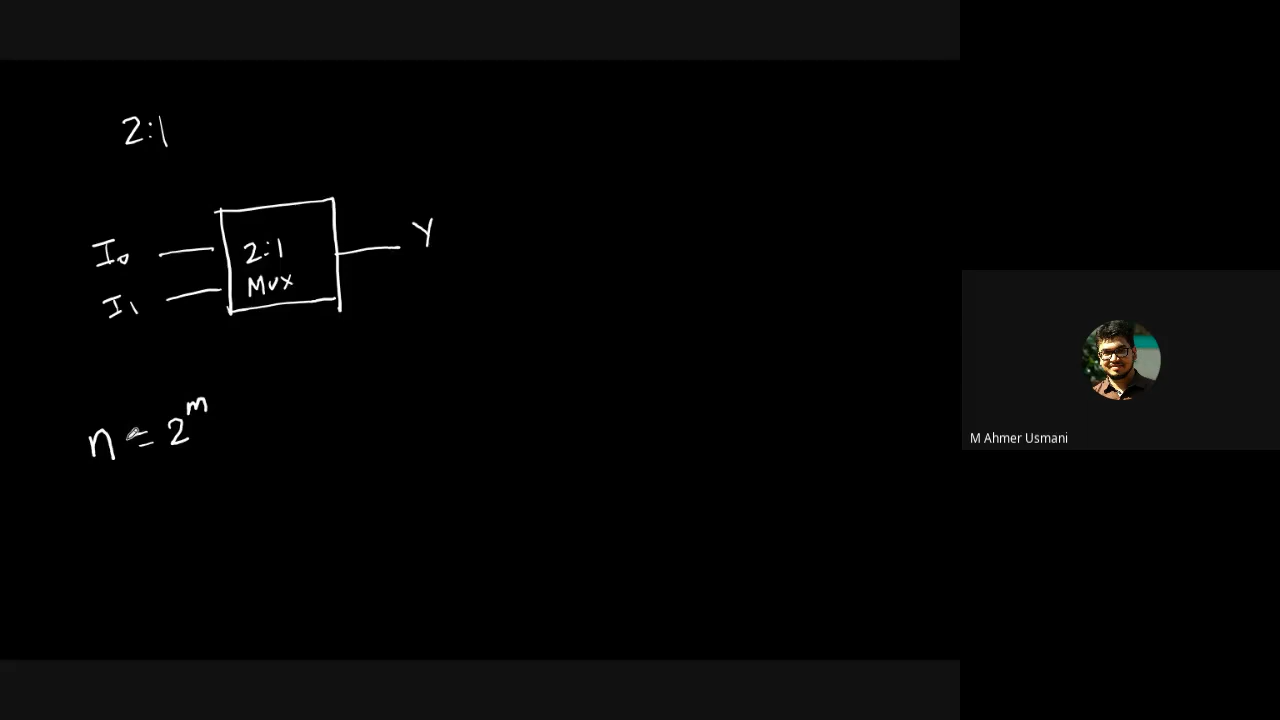 2:1
I₀
2:1
Y
I₁
Mux
n = 2^m
M Ahmer Usmani